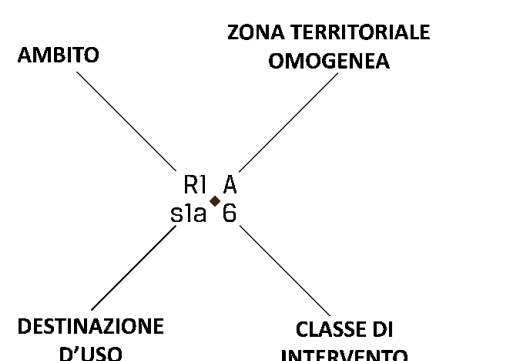 AMBITO
ZONA TERRITORIALE
OMOGENEA
R1 A
s1a 6
DESTINAZIONE
D'USO
CLASSE DI
INTERVENTO